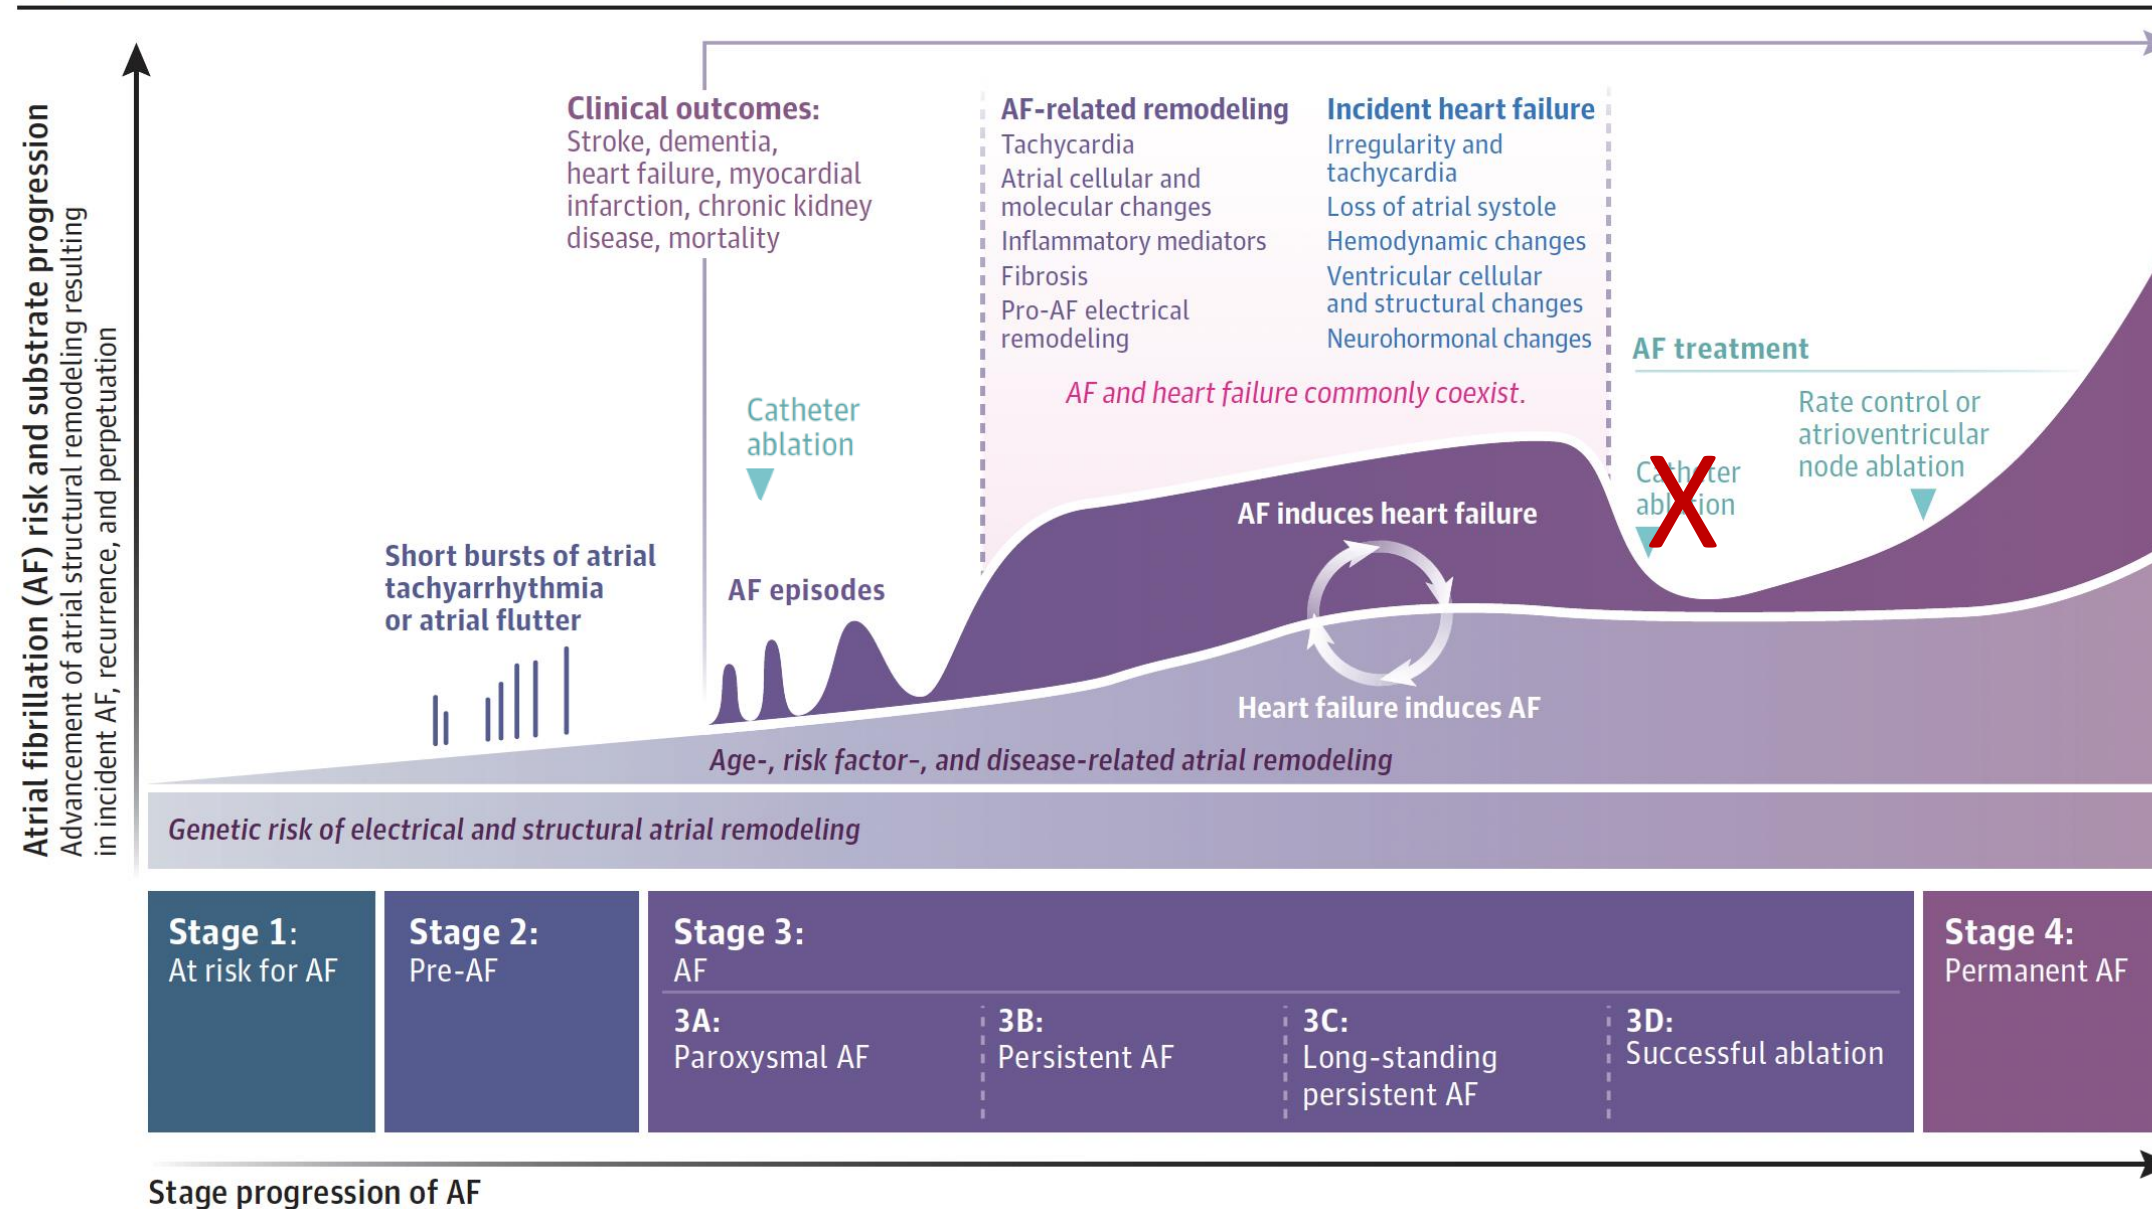 Atrial fibrillation (AF) risk and substrate progression
Advancement of atrial structural remodeling resulting
in incident AF, recurrence, and perpetuation
Clinical outcomes:
Stroke, dementia,
heart failure, myocardial
infarction, chronic kidney
disease, mortality
AF-related remodeling
Tachycardia
Atrial cellular and
molecular changes
Inflammatory mediators
Fibrosis
Pro-AF electrical
remodeling
Incident heart failure
Irregularity and
tachycardia
Loss of atrial systole
Hemodynamic changes
Ventricular cellular
and structural changes
Neurohormonal changes
AF and heart failure commonly coexist.
AF treatment
Catheter
ablation
Catheter
ablation
X
Rate control or
atrioventricular
node ablation
Short bursts of atrial
tachyarrhythmia
or atrial flutter
AF episodes
AF induces heart failure
Heart failure induces AF
Age-, risk factor–, and disease-related atrial remodeling
Genetic risk of electrical and structural atrial remodeling
Stage 1:
At risk for AF
Stage 2:
Pre-AF
Stage 3:
AF
3A:
Paroxysmal AF
3B:
Persistent AF
3C:
Long-standing
persistent AF
3D:
Successful ablation
Stage 4:
Permanent AF
Stage progression of AF